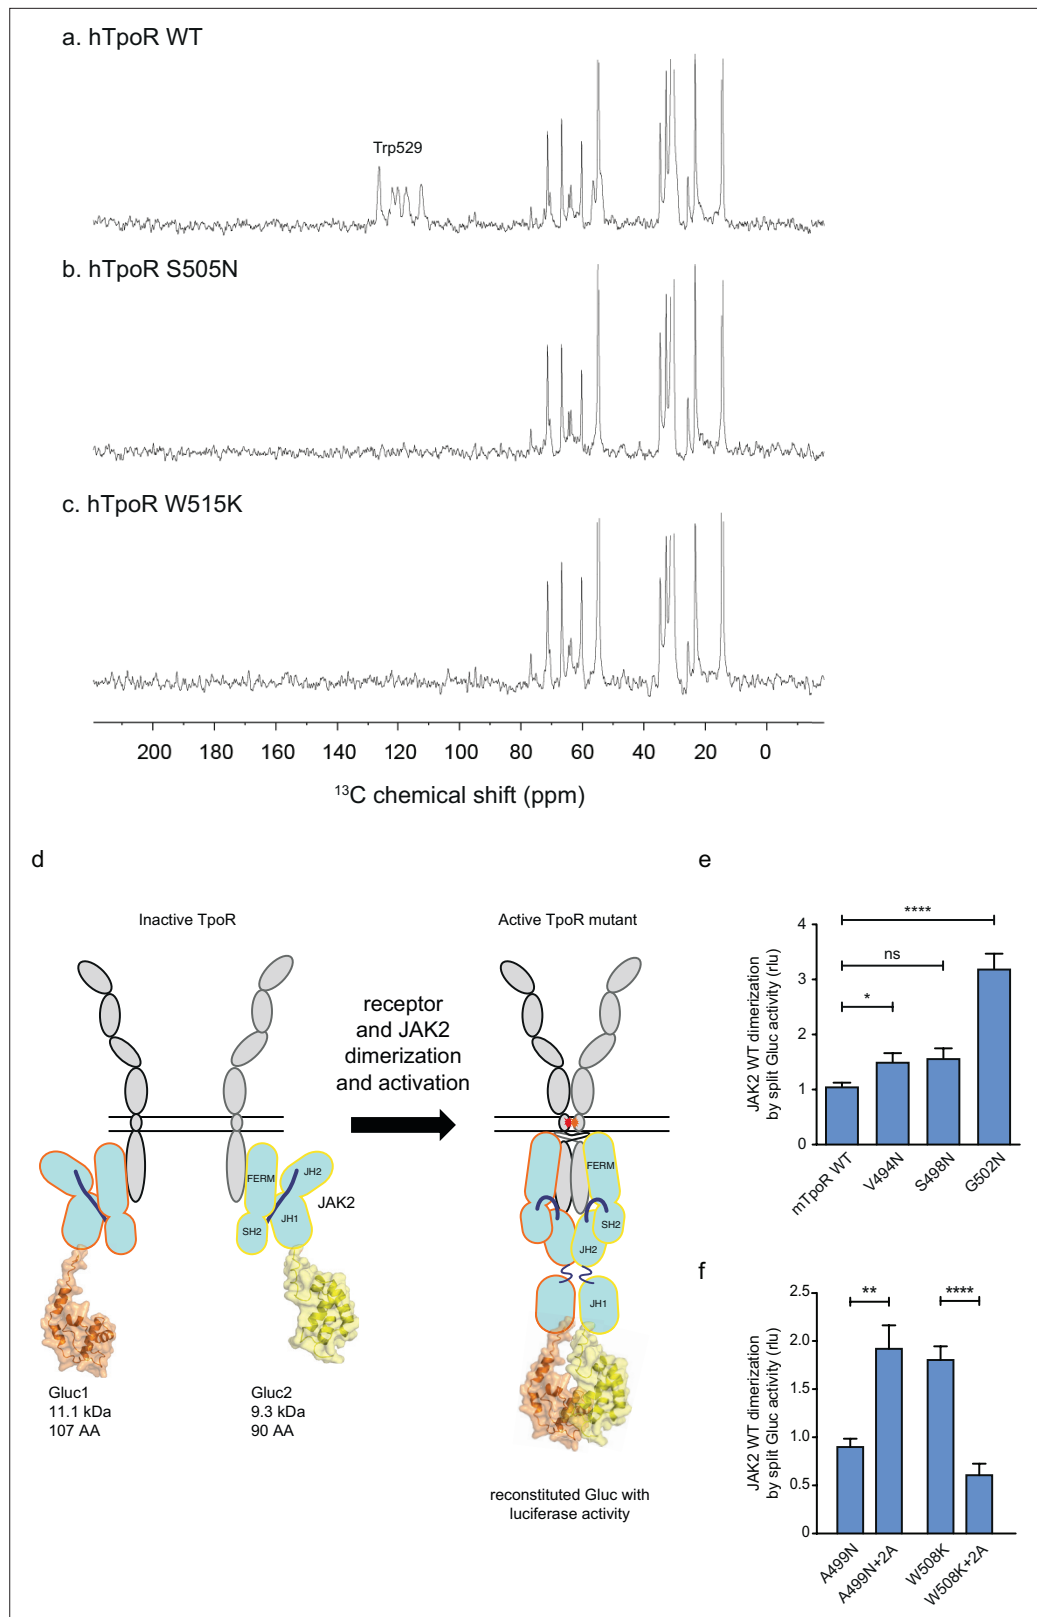 a. hTpoR WT
Trp529
b. hTpoR S505N
c. hTpoR W515K
200 180 160 140 120 100 80 60 40 20 0
13C chemical shift (ppm)
d
Inactive TpoR
Active TpoR mutant
receptor
and JAK2
dimerization
and activation
FERM
JH2
JAK2
SH2
JH1
FERM
SH2
JH2
JH1
Gluc1
11.1 kDa
107 AA
Gluc2
9.3 kDa
90 AA
reconstituted Gluc with
luciferase activity
e
JAK2 WT dimerization
by split Gluc activity (rlu)
4
3
2
1
0
****
ns
*
mTpoR WT
V494N
S498N
G502N
f
JAK2 WT dimerization
by split Gluc activity (rlu)
2.5
2.0
1.5
1.0
0.5
0
**
****
A499N
A499N+2A
W508K
W508K+2A